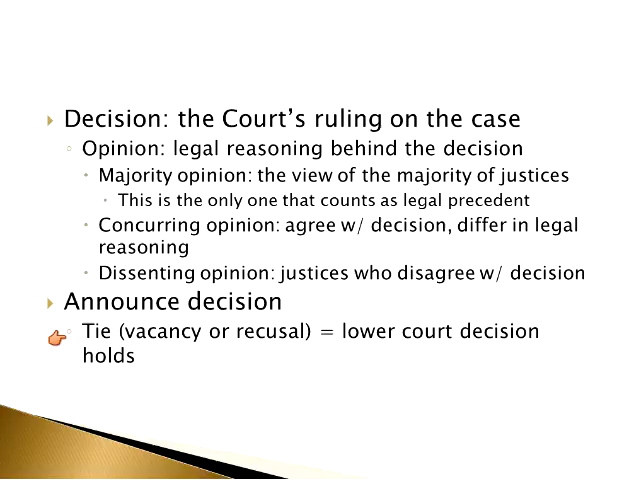 Decision: the Court's ruling on the case
Opinion: legal reasoning behind the decision
Majority opinion: the view of the majority of justices
This is the only one that counts as legal precedent
Concurring opinion: agree w/ decision, differ in legal
reasoning
Dissenting opinion: justices who disagree w/ decision
Announce decision
Tie (vacancy or recusal) = lower court decision
holds